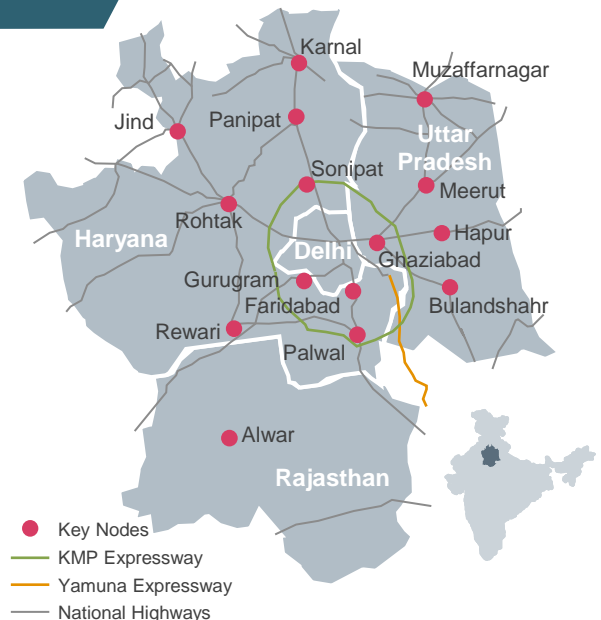 Karnal
Muzaffarnagar
Jind
Panipat
Uttar
Pradesh
Sonipat
Meerut
Rohtak
Haryana
Delhi
Hapur
Ghaziabad
Gurugram
Faridabad
Bulandshahr
Rewari
Palwal
Alwar
Rajasthan
Key Nodes
KMP Expressway
Yamuna Expressway
National Highways